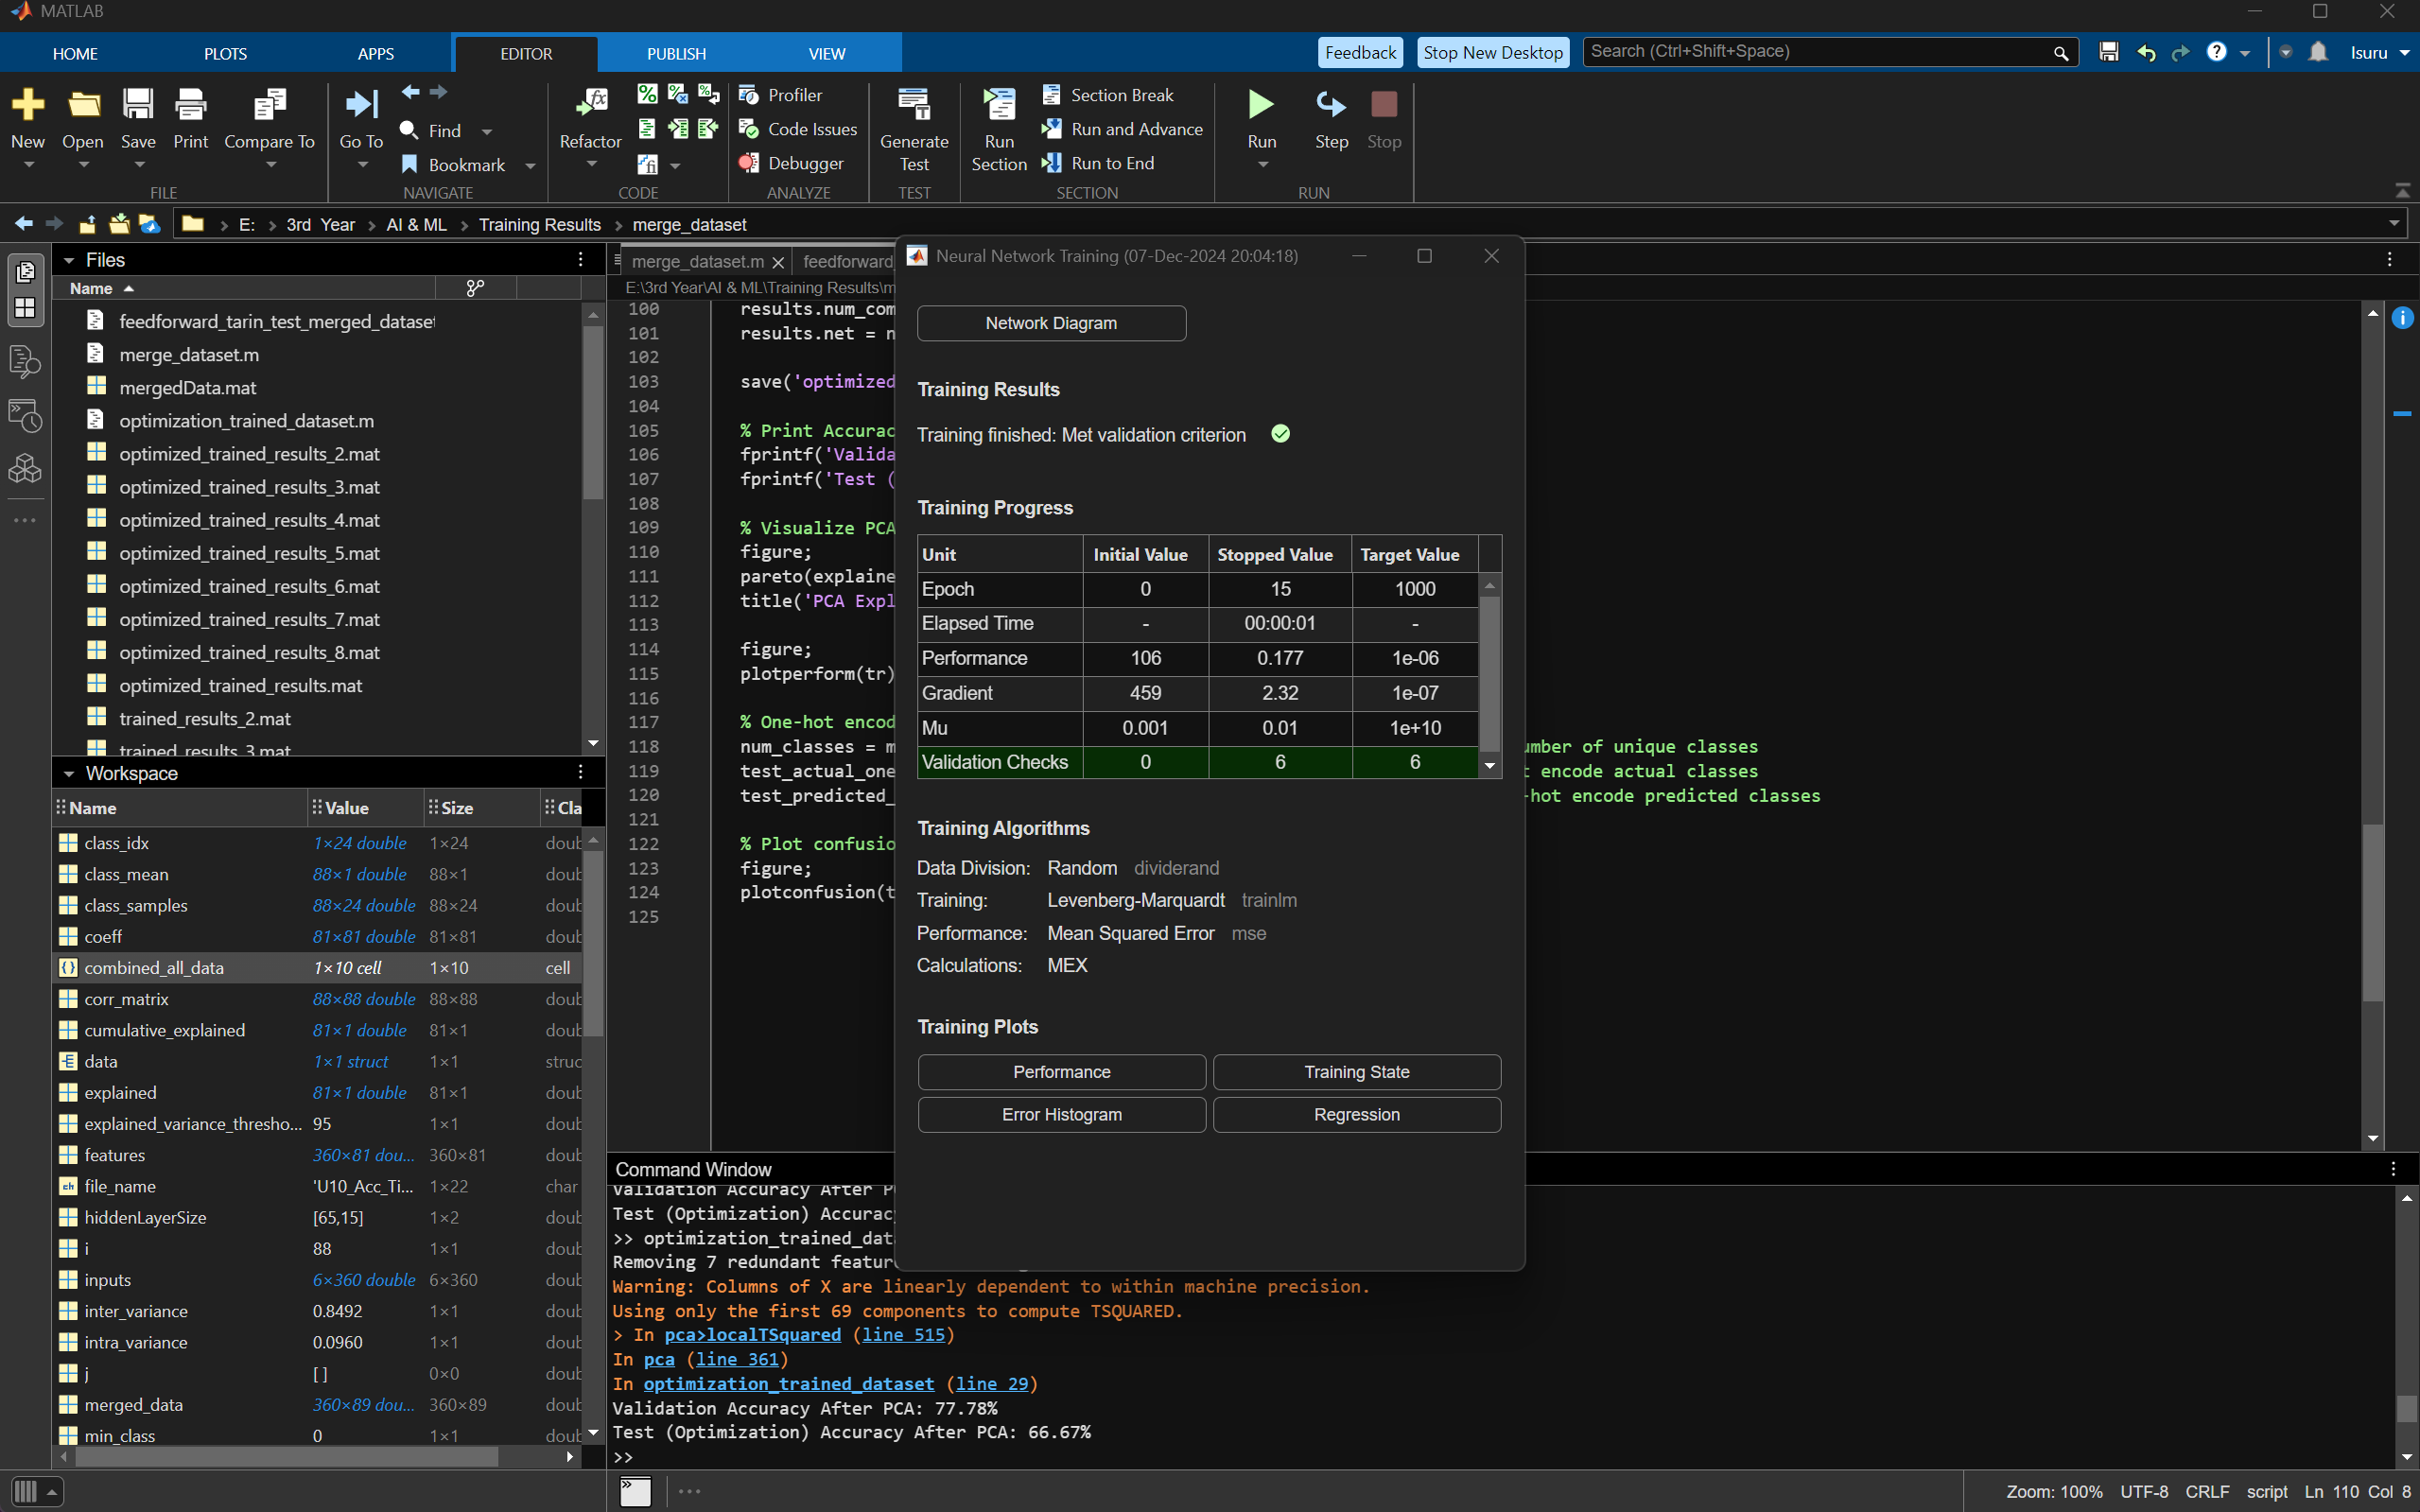 MATLAB
HOME PLOTS APPS EDITOR PUBLISH VIEW Feedback Stop New Desktop Search (Ctrl+Shift+Space) Isuru
New Open Save Print Compare To
FILE
Go To Find Bookmark
NAVIGATE
Refactor
CODE
Profiler
Code Issues
Debugger
ANALYZE
Generate Test
TEST
Run Section
Section Break
Run and Advance
Run to End
SECTION
Run Step Stop
RUN
E: > 3rd Year > AI & ML > Training Results > merge_dataset
Files
Name
feedforward_tarin_test_merged_dataset
merge_dataset.m
mergedData.mat
optimization_trained_dataset.m
optimized_trained_results_2.mat
optimized_trained_results_3.mat
optimized_trained_results_4.mat
optimized_trained_results_5.mat
optimized_trained_results_6.mat
optimized_trained_results_7.mat
optimized_trained_results_8.mat
optimized_trained_results.mat
trained_results_2.mat
trained_results_3.mat
Workspace
Name Value Size Cla
class_idx 1×24 double 1×24 doub
class_mean 88×1 double 88×1 doub
class_samples 88×24 double 88×24 doub
coeff 81×81 double 81×81 doub
combined_all_data 1×10 cell 1×10 cell
corr_matrix 88×88 double 88×88 doub
cumulative_explained 81×1 double 81×1 doub
data 1×1 struct 1×1 struc
explained 81×1 double 81×1 doub
explained_variance_thresho... 95 1×1 doub
features 360×81 dou... 360×81 doub
file_name 'U10_Acc_Ti... 1×22 char
hiddenLayerSize [65,15] 1×2 doub
i 88 1×1 doub
inputs 6×360 double 6×360 doub
inter_variance 0.8492 1×1 doub
intra_variance 0.0960 1×1 doub
j [] 0×0 doub
merged_data 360×89 dou... 360×89 doub
min_class 0 1×1 doub
merge_dataset.m feedforward
E:\3rd Year\AI & ML\Training Results\m
100 results.num_com
101 results.net = n
102
103 save('optimized
104
105 % Print Accurac
106 fprintf('Valida
107 fprintf('Test (
108
109 % Visualize PCA
110 figure;
111 pareto(explaine
112 title('PCA Expl
113
114 figure;
115 plotperform(tr)
116
117 % One-hot encod
118 num_classes = m umber of unique classes
119 test_actual_one t encode actual classes
120 test_predicted_ -hot encode predicted classes
121
122 % Plot confusio
123 figure;
124 plotconfusion(t
125
Neural Network Training (07-Dec-2024 20:04:18)
Network Diagram
Training Results
Training finished: Met validation criterion
Training Progress
Unit Initial Value Stopped Value Target Value
Epoch 0 15 1000
Elapsed Time - 00:00:01 -
Performance 106 0.177 1e-06
Gradient 459 2.32 1e-07
Mu 0.001 0.01 1e+10
Validation Checks 0 6 6
Training Algorithms
Data Division: Random dividerand
Training: Levenberg-Marquardt trainlm
Performance: Mean Squared Error mse
Calculations: MEX
Training Plots
Performance Training State
Error Histogram Regression
Command Window
Validation Accuracy After P
Test (Optimization) Accurac
>> optimization_trained_dat
Removing 7 redundant featur
Warning: Columns of X are linearly dependent to within machine precision.
Using only the first 69 components to compute TSQUARED.
> In pca>localTSquared (line 515)
In pca (line 361)
In optimization_trained_dataset (line 29)
Validation Accuracy After PCA: 77.78%
Test (Optimization) Accuracy After PCA: 66.67%
>>
Zoom: 100% UTF-8 CRLF script Ln 110 Col 8